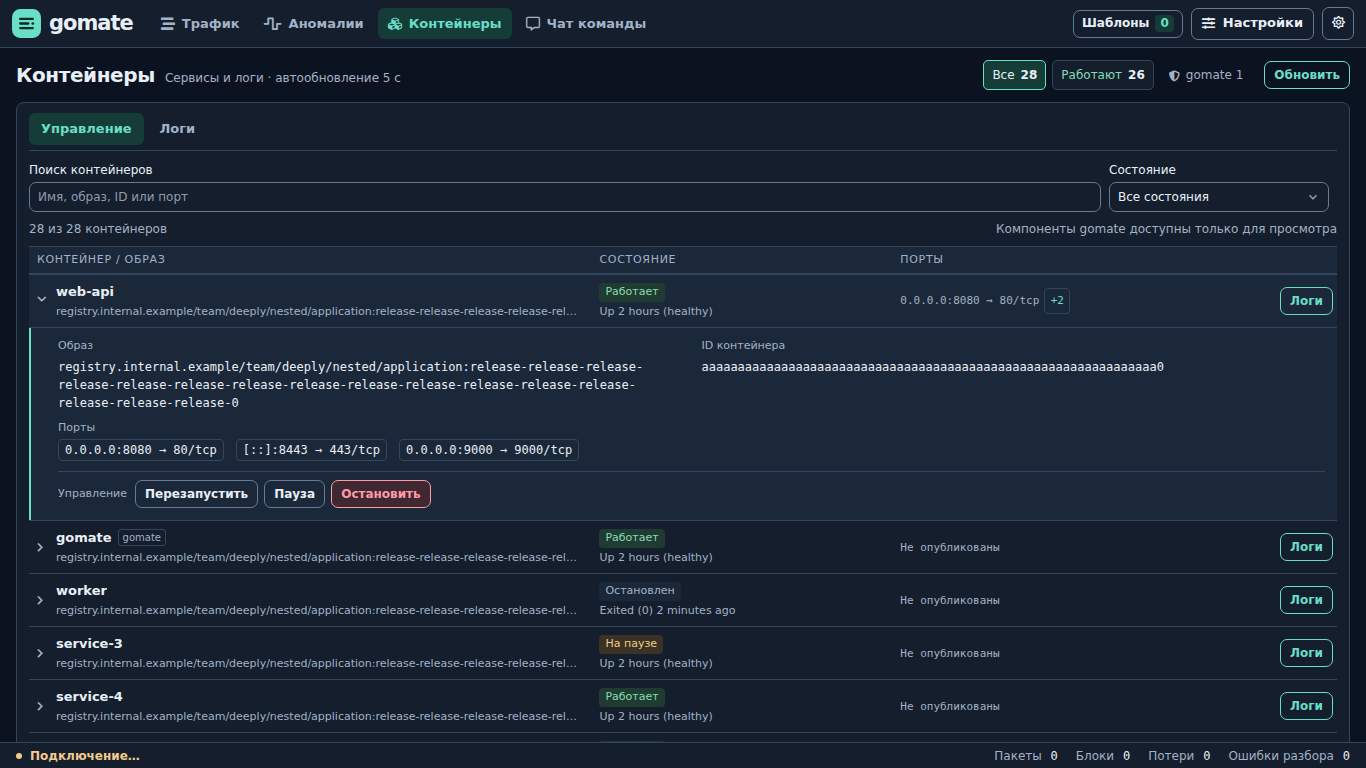 gomate Трафик Аномалии Контейнеры Чат команды Шаблоны 0 Настройки
Контейнеры Сервисы и логи · автообновление 5 с Все 28 Работают 26 gomate 1 Обновить
Управление Логи
Поиск контейнеров Состояние
Имя, образ, ID или порт Все состояния
28 из 28 контейнеров Компоненты gomate доступны только для просмотра
КОНТЕЙНЕР / ОБРАЗ СОСТОЯНИЕ ПОРТЫ
web-api Работает
0.0.0.0:8080 → 80/tcp +2 Логи
registry.internal.example/team/deeply/nested/application:release-release-release-release-rel... Up 2 hours (healthy)
Образ ID контейнера
registry.internal.example/team/deeply/nested/application:release-release-release- aaaaaaaaaaaaaaaaaaaaaaaaaaaaaaaaaaaaaaaaaaaaaaaaaaaaaaaaaaaaaaa0
release-release-release-release-release-release-release-release-release-release-
release-release-release-0
Порты
0.0.0.0:8080 → 80/tcp [::]:8443 → 443/tcp 0.0.0.0:9000 → 9000/tcp
Управление Перезапустить Пауза Остановить
gomate gomate Работает
Не опубликованы Логи
registry.internal.example/team/deeply/nested/application:release-release-release-release-rel... Up 2 hours (healthy)
worker Остановлен
Не опубликованы Логи
registry.internal.example/team/deeply/nested/application:release-release-release-release-rel... Exited (0) 2 minutes ago
service-3 На паузе
Не опубликованы Логи
registry.internal.example/team/deeply/nested/application:release-release-release-release-rel... Up 2 hours (healthy)
service-4 Работает
Не опубликованы Логи
registry.internal.example/team/deeply/nested/application:release-release-release-release-rel... Up 2 hours (healthy)
Подключение... Пакеты 0 Блоки 0 Потери 0 Ошибки разбора 0